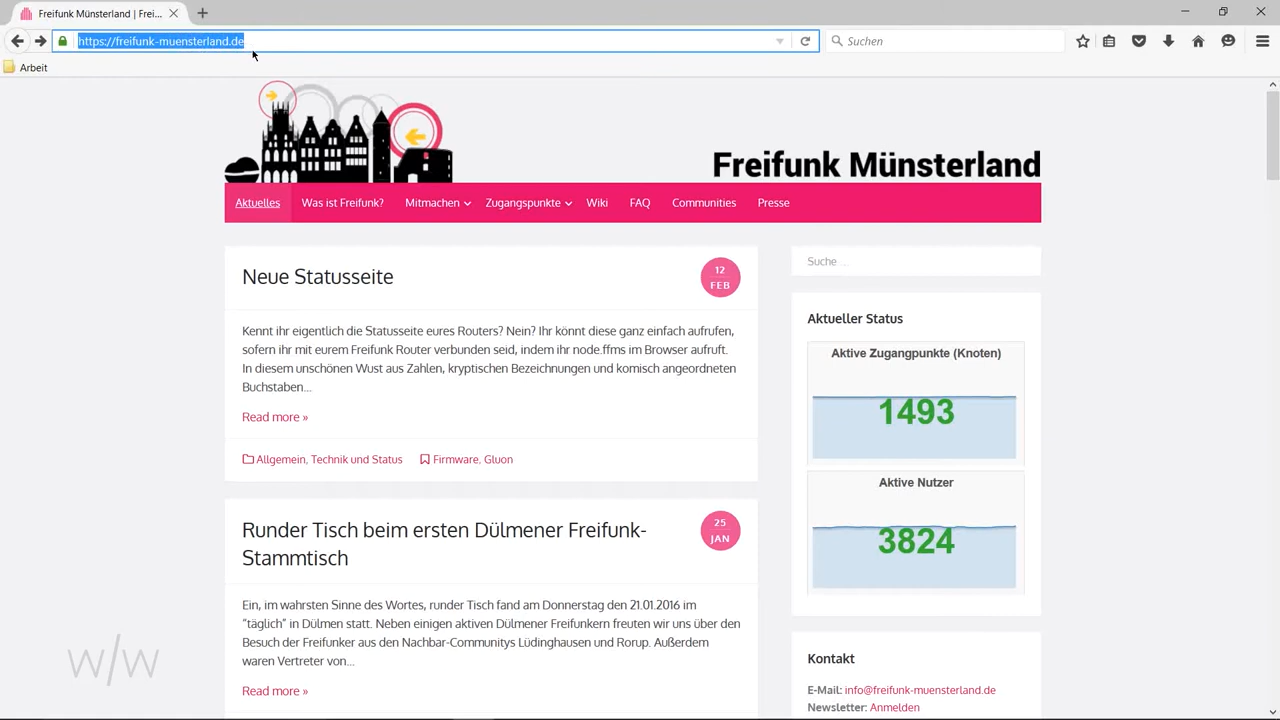 Freifunk Münsterland | Frei...
https://freifunk-muensterland.de
Suchen
Arbeit
Freifunk Münsterland
Aktuelles
Was ist Freifunk?
Mitmachen
Zugangspunkte
Wiki
FAQ
Communities
Presse
Neue Statusseite
12
FEB
Kennt ihr eigentlich die Statusseite eures Routers? Nein? Ihr könnt diese ganz einfach aufrufen,
sofern ihr mit eurem Freifunk Router verbunden seid, indem ihr node.ffms im Browser aufruft.
In diesem unschönen Wust aus Zahlen, kryptischen Bezeichnungen und komisch angeordneten
Buchstaben...
Read more »
Allgemein, Technik und Status
Firmware, Gluon
Runder Tisch beim ersten Dülmener Freifunk-
Stammtisch
25
JAN
Ein, im wahrsten Sinne des Wortes, runder Tisch fand am Donnerstag den 21.01.2016 im
“täglich” in Dülmen statt. Neben einigen aktiven Dülmener Freifunkern freuten wir uns über den
Besuch der Freifunker aus den Nachbar-Communitys Lüdinghausen und Rorup. Außerdem
waren Vertreter von...
Read more »
Suche ...
Aktueller Status
Aktive Zugangpunkte (Knoten)
1493
Aktive Nutzer
3824
Kontakt
E-Mail: info@freifunk-muensterland.de
Newsletter: Anmelden
w/w